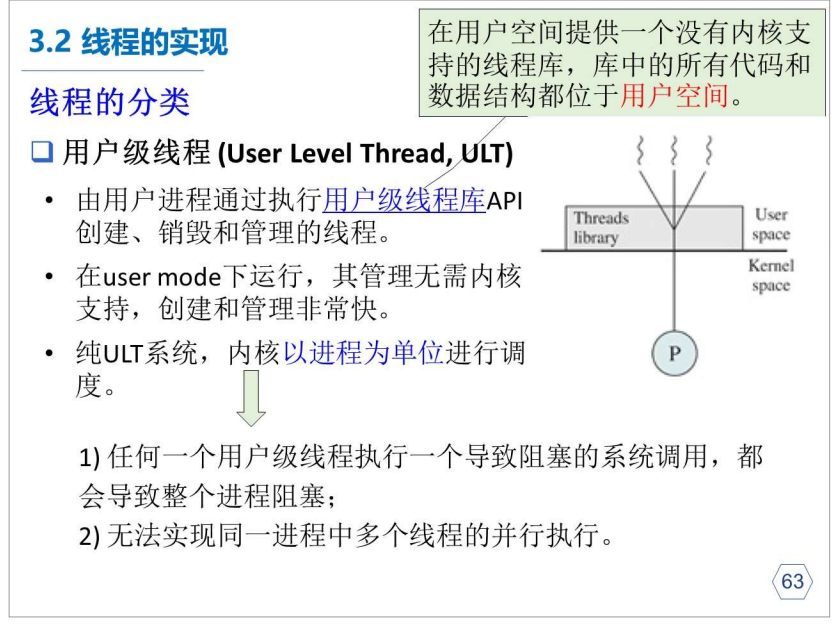 3.2 线程的实现
在用户空间提供一个没有内核支
持的线程库，库中的所有代码和
数据结构都位于用户空间。
线程的分类
❑ 用户级线程 (User Level Thread, ULT)
• 由用户进程通过执行用户级线程库API
创建、销毁和管理的线程。
• 在user mode下运行，其管理无需内核
支持，创建和管理非常快。
• 纯ULT系统，内核以进程为单位进行调
度。
Threads
library
User
space
Kernel
space
P
1) 任何一个用户级线程执行一个导致阻塞的系统调用，都
会导致整个进程阻塞；
2) 无法实现同一进程中多个线程的并行执行。
63